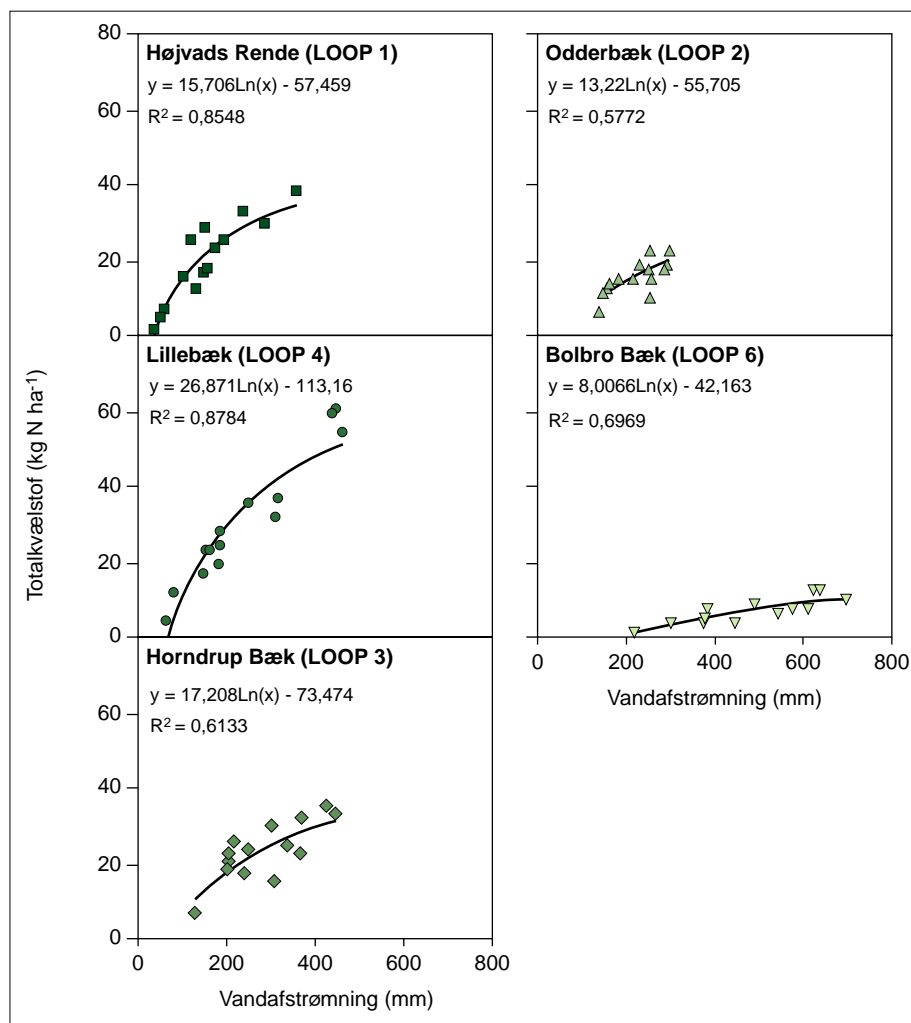 Totalkvælstof (kg N ha-1)
80
60
40
20
0
Højvads Rende (LOOP 1)
y = 15,706Ln(x) - 57,459
R2 = 0,8548
Odderbæk (LOOP 2)
y = 13,22Ln(x) - 55,705
R2 = 0,5772
60
40
20
0
Lillebæk (LOOP 4)
y = 26,871Ln(x) - 113,16
R2 = 0,8784
Bolbro Bæk (LOOP 6)
y = 8,0066Ln(x) - 42,163
R2 = 0,6969
0 200 400 600 800
Vandafstrømning (mm)
60
40
20
0
Horndrup Bæk (LOOP 3)
y = 17,208Ln(x) - 73,474
R2 = 0,6133
0 200 400 600 800
Vandafstrømning (mm)